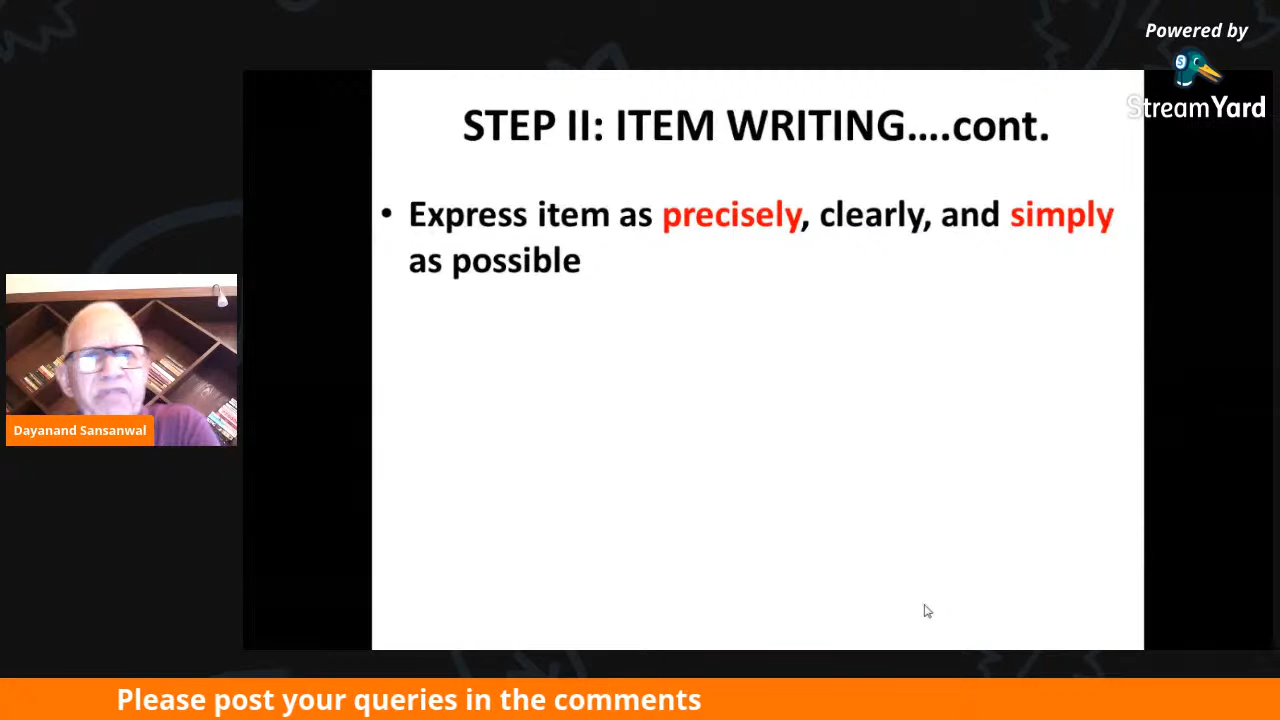 Powered by
StreamYard
STEP II: ITEM WRITING....cont.
• Express item as precisely, clearly, and simply
as possible
Dayanand Sansanwal
Please post your queries in the comments